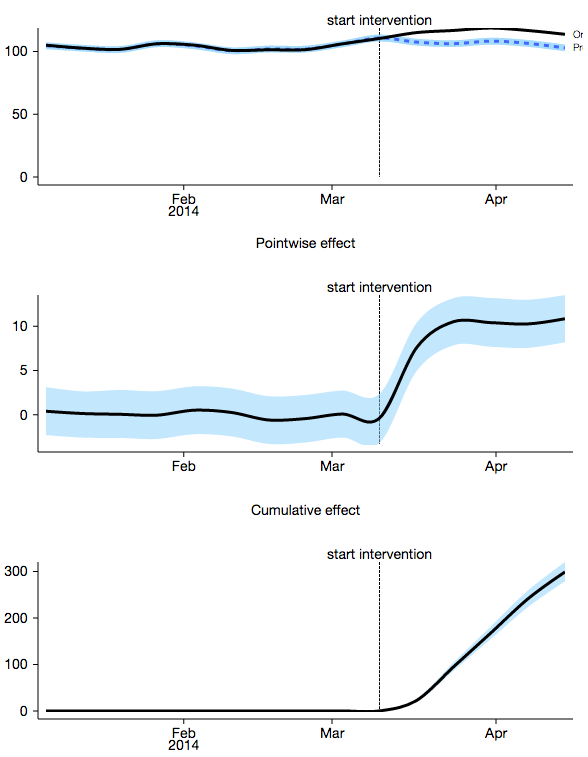 start intervention
100
50
0
Feb
Mar
Apr
2014
Pointwise effect
start intervention
10
5
0
Feb
Mar
Apr
Cumulative effect
start intervention
300
200
100
0
Feb
Mar
Apr
2014